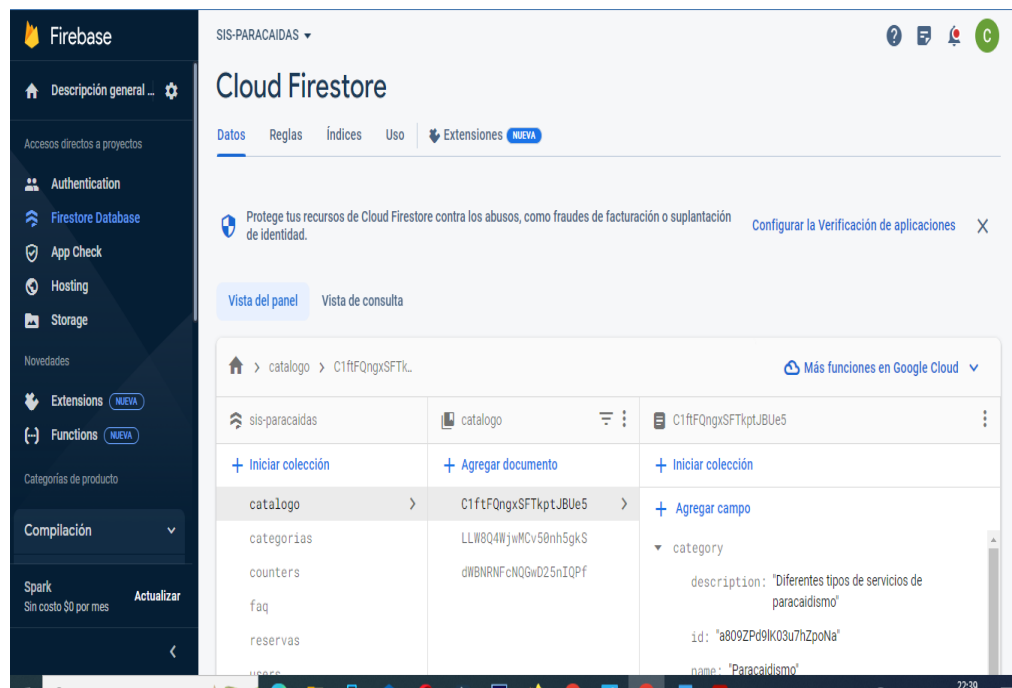 Firebase
Descripción general ...
Accesos directos a proyectos
Authentication
Firestore Database
App Check
Hosting
Storage
Novedades
Extensions NUEVA
Functions NUEVA
Categorías de producto
Compilación
Spark
Sin costo $0 por mes
Actualizar
SIS-PARACAIDAS
C
Cloud Firestore
Datos Reglas Índices Uso Extensiones NUEVA
Protege tus recursos de Cloud Firestore contra los abusos, como fraudes de facturación o suplantación
de identidad.
Configurar la Verificación de aplicaciones
Vista del panel Vista de consulta
catalogo > C1ftFQngxSFTk…
Más funciones en Google Cloud
sis-paracaidas
Iniciar colección
catalogo
categorias
counters
faq
reservas
users
catalogo
Agregar documento
C1ftFQngxSFTkptJBUe5
LLW8Q4WjwMCv50nh5gkS
dWBNRNFcNQGwD25nIQPf
C1ftFQngxSFTkptJBUe5
Iniciar colección
Agregar campo
category
description: "Diferentes tipos de servicios de
paracaidismo"
id: "a809ZPd9lK03u7hZpoNa"
name: "Paracaidismo"
22:39